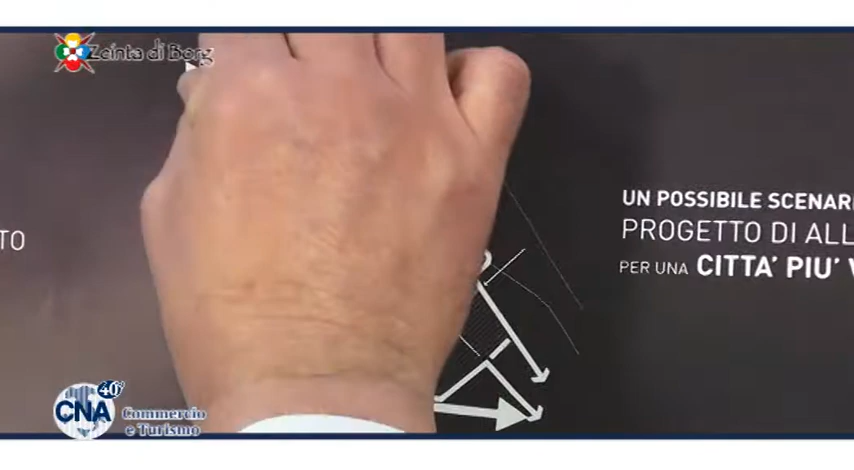 Zeinta di Borg
UN POSSIBILE SCENAR
PROGETTO DI ALL
TO
PER UNA CITTA' PIU' V
40°
CNA
Commercio
e Turismo